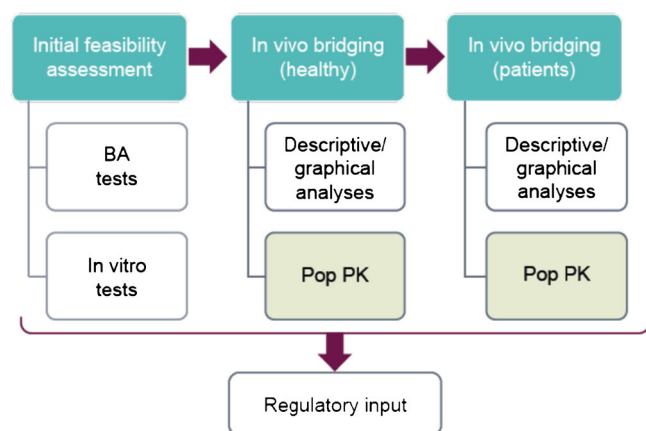 Initial feasibility
assessment
In vivo bridging
(healthy)
In vivo bridging
(patients)
BA
tests
Descriptive/
graphical
analyses
Descriptive/
graphical
analyses
In vitro
tests
Pop PK
Pop PK
Regulatory input